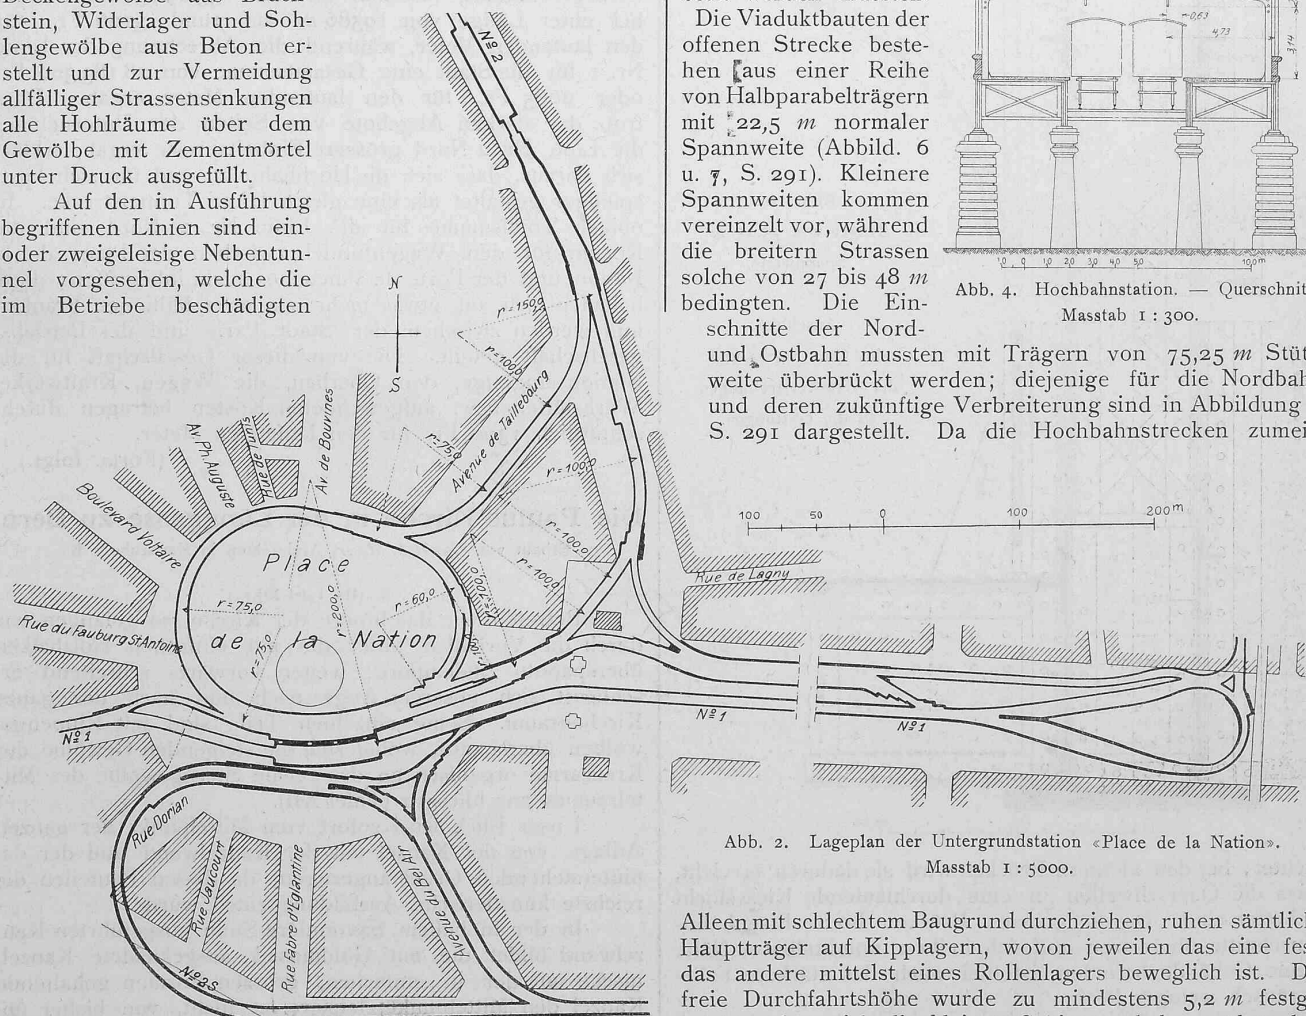 stein, Widerlager und Soh-
lengewölbe aus Beton er-
stellt und zur Vermeidung
allfälliger Strassensenkungen
alle Hohlräume über dem
Gewölbe mit Zementmörtel
unter Druck ausgefüllt.
Auf den in Ausführung
begriffenen Linien sind ein-
oder zweigeleisige Nebentun-
nel vorgesehen, welche die
im Betriebe beschädigten
Nº 2
N
S
r=150,0
r=100,0
r=75,0
Avenue de Taillebourg
r=100,0
r=100,0
r=100,0
Av. Ph. Auguste
Av de Bouvines
Boulevard Voltaire
Rue du Faubourg St Antoine
Place
de la Nation
r=75,0
r=60,0
r=75,0
Rue de Lagny
Nº 1
Nº 1
Nº 1
Rue Dorian
Rue Jaucourt
Rue Fabre d'Eglantine
Avenue du Bel Air
100 50 0 100 200 m
Abb. 2. Lageplan der Untergrundstation «Place de la Nation».
Masstab 1 : 5000.
Die Viaduktbauten der
offenen Strecke beste-
hen aus einer Reihe
von Halbparabelträgern
mit 22,5 m normaler
Spannweite (Abbild. 6
u. 7, S. 291). Kleinere
Spannweiten kommen
vereinzelt vor, während
die breitern Strassen
solche von 27 bis 48 m
bedingten. Die Ein-
schnitte der Nord-
und Ostbahn mussten mit Trägern von 75,25 m Stüt
weite überbrückt werden; diejenige für die Nordbah
und deren zukünftige Verbreiterung sind in Abbildung
S. 291 dargestellt. Da die Hochbahnstrecken zumei
0,63
4,73
Abb. 4. Hochbahnstation. — Querschnit
Masstab 1 : 300.
Alleen mit schlechtem Baugrund durchziehen, ruhen sämtlich
Hauptträger auf Kipplagern, wovon jeweilen das eine fes
das andere mittelst eines Rollenlagers beweglich ist. D
freie Durchfahrtshöhe wurde zu mindestens 5,2 m festg